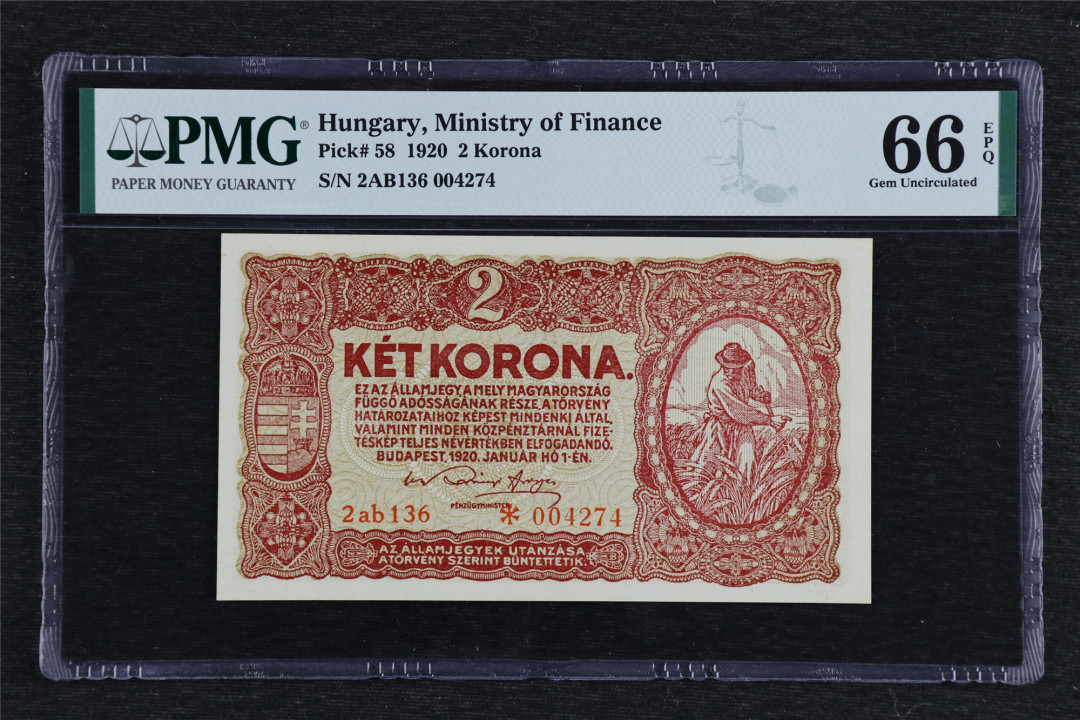 PMG®
PAPER MONEY GUARANTY
Hungary, Ministry of Finance
Pick# 58 1920 2 Korona
S/N 2AB136 004274
66
EPQ
Gem Uncirculated
2
KÉT KORONA.
EZ AZ ÁLLAMJEGY, A MELY MAGYARORSZÁG
FÜGGŐ ADÓSSÁGÁNAK RÉSZE, A TÖRVÉNY
HATÁROZATAIHOZ KÉPEST MINDENKI ÁLTAL,
VALAMINT MINDEN KÖZPÉNZTÁRNÁL FIZE-
TÉSKÉP TELJES NÉVÉRTÉKBEN ELFOGADANDÓ.
BUDAPEST, 1920. JANUÁR HÓ 1-ÉN.
PÉNZÜGYMINISTER
2ab136 * 004274
AZ ÁLLAMJEGYEK UTÁNZÁSA
A TÖRVÉNY SZERINT BÜNTETTETIK.